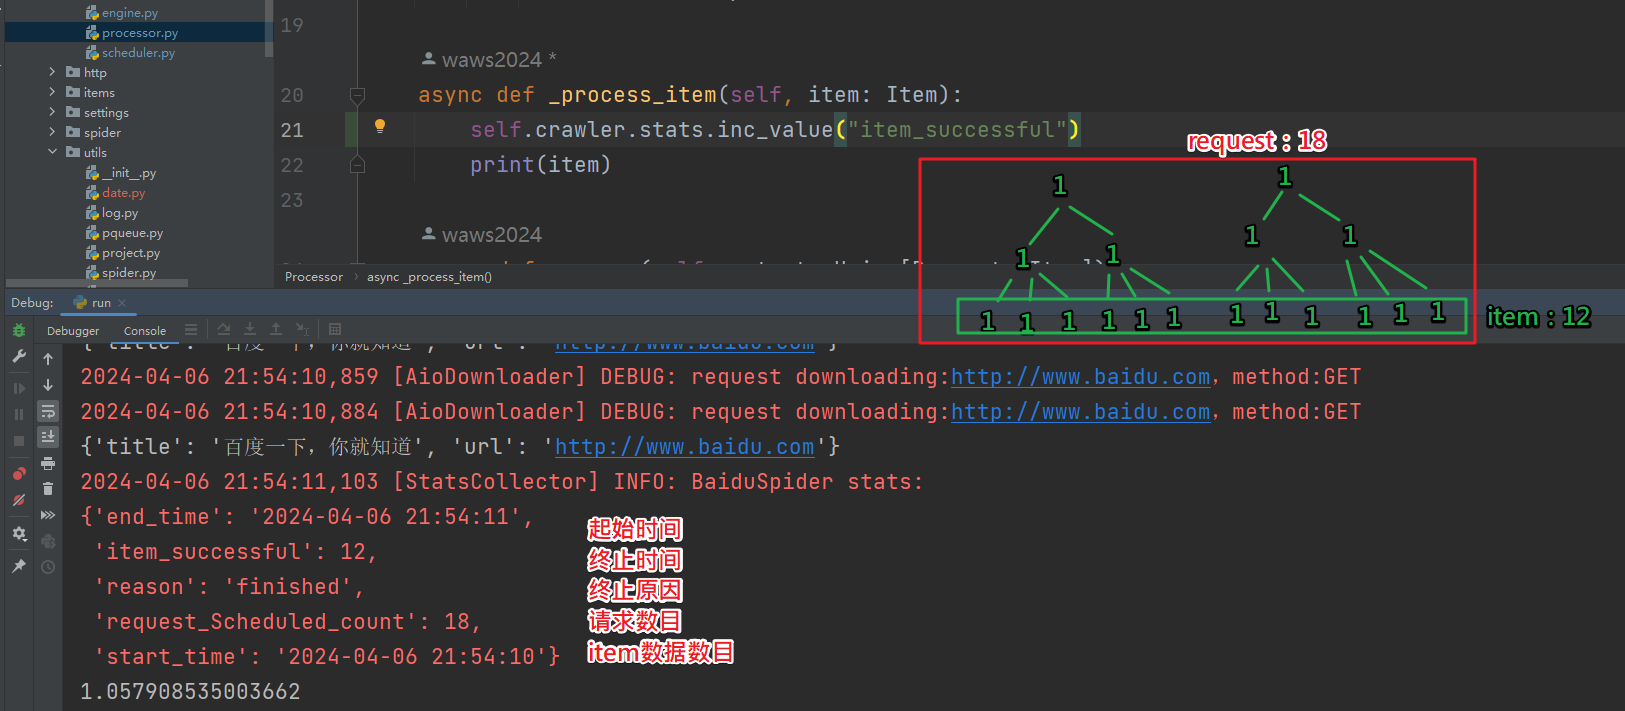 engine.py
processor.py
scheduler.py
http
items
settings
spider
utils
__init__.py
date.py
log.py
pqueue.py
project.py
spider.py
19
waws2024 *
20 async def _process_item(self, item: Item):
21 self.crawler.stats.inc_value("item_successful")
22 print(item)
23
waws2024
Processor > async _process_item()
request：18
1 1
1 1 1 1
1 1 1 1 1 1 1 1 1 1 1 1
item：12
Debug: run
Debugger Console
{'title': '百度一下，你就知道', 'url': 'http://www.baidu.com'}
2024-04-06 21:54:10,859 [AioDownloader] DEBUG: request downloading:http://www.baidu.com，method:GET
2024-04-06 21:54:10,884 [AioDownloader] DEBUG: request downloading:http://www.baidu.com，method:GET
{'title': '百度一下，你就知道', 'url': 'http://www.baidu.com'}
2024-04-06 21:54:11,103 [StatsCollector] INFO: BaiduSpider stats:
{'end_time': '2024-04-06 21:54:11',
'item_successful': 12,
'reason': 'finished',
'request_Scheduled_count': 18,
'start_time': '2024-04-06 21:54:10'}
1.057908535003662
起始时间
终止时间
终止原因
请求数目
item数据数目